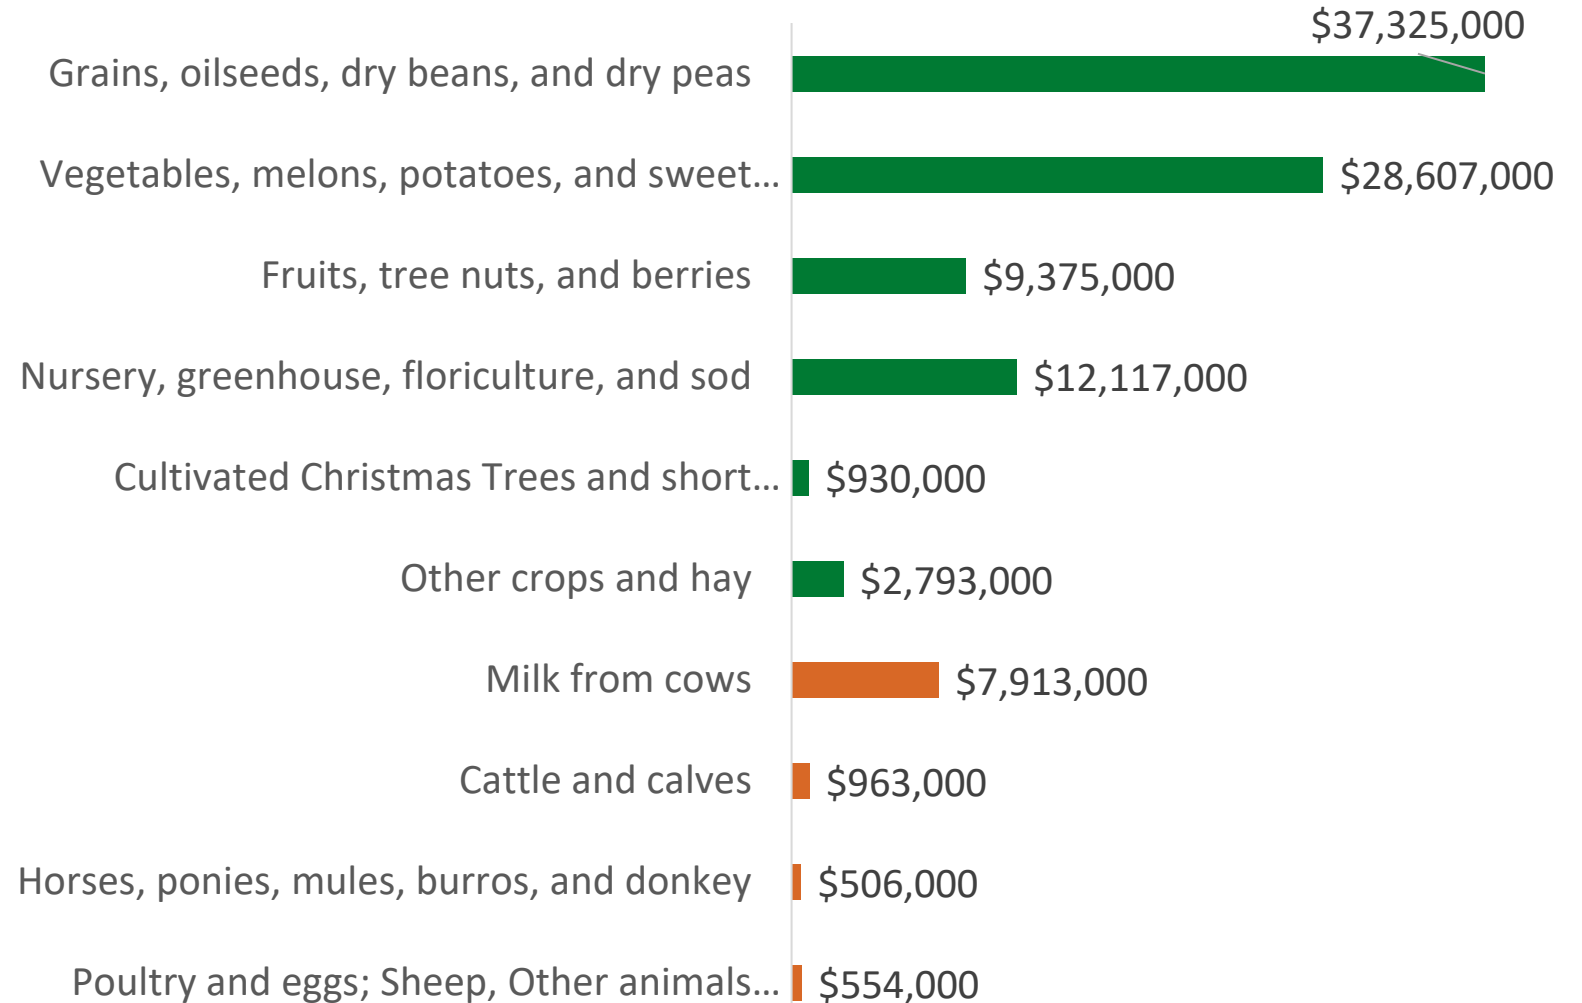 $37,325,000
Grains, oilseeds, dry beans, and dry peas
Vegetables, melons, potatoes, and sweet... $28,607,000
Fruits, tree nuts, and berries $9,375,000
Nursery, greenhouse, floriculture, and sod $12,117,000
Cultivated Christmas Trees and short... $930,000
Other crops and hay $2,793,000
Milk from cows $7,913,000
Cattle and calves $963,000
Horses, ponies, mules, burros, and donkey $506,000
Poultry and eggs; Sheep, Other animals... $554,000